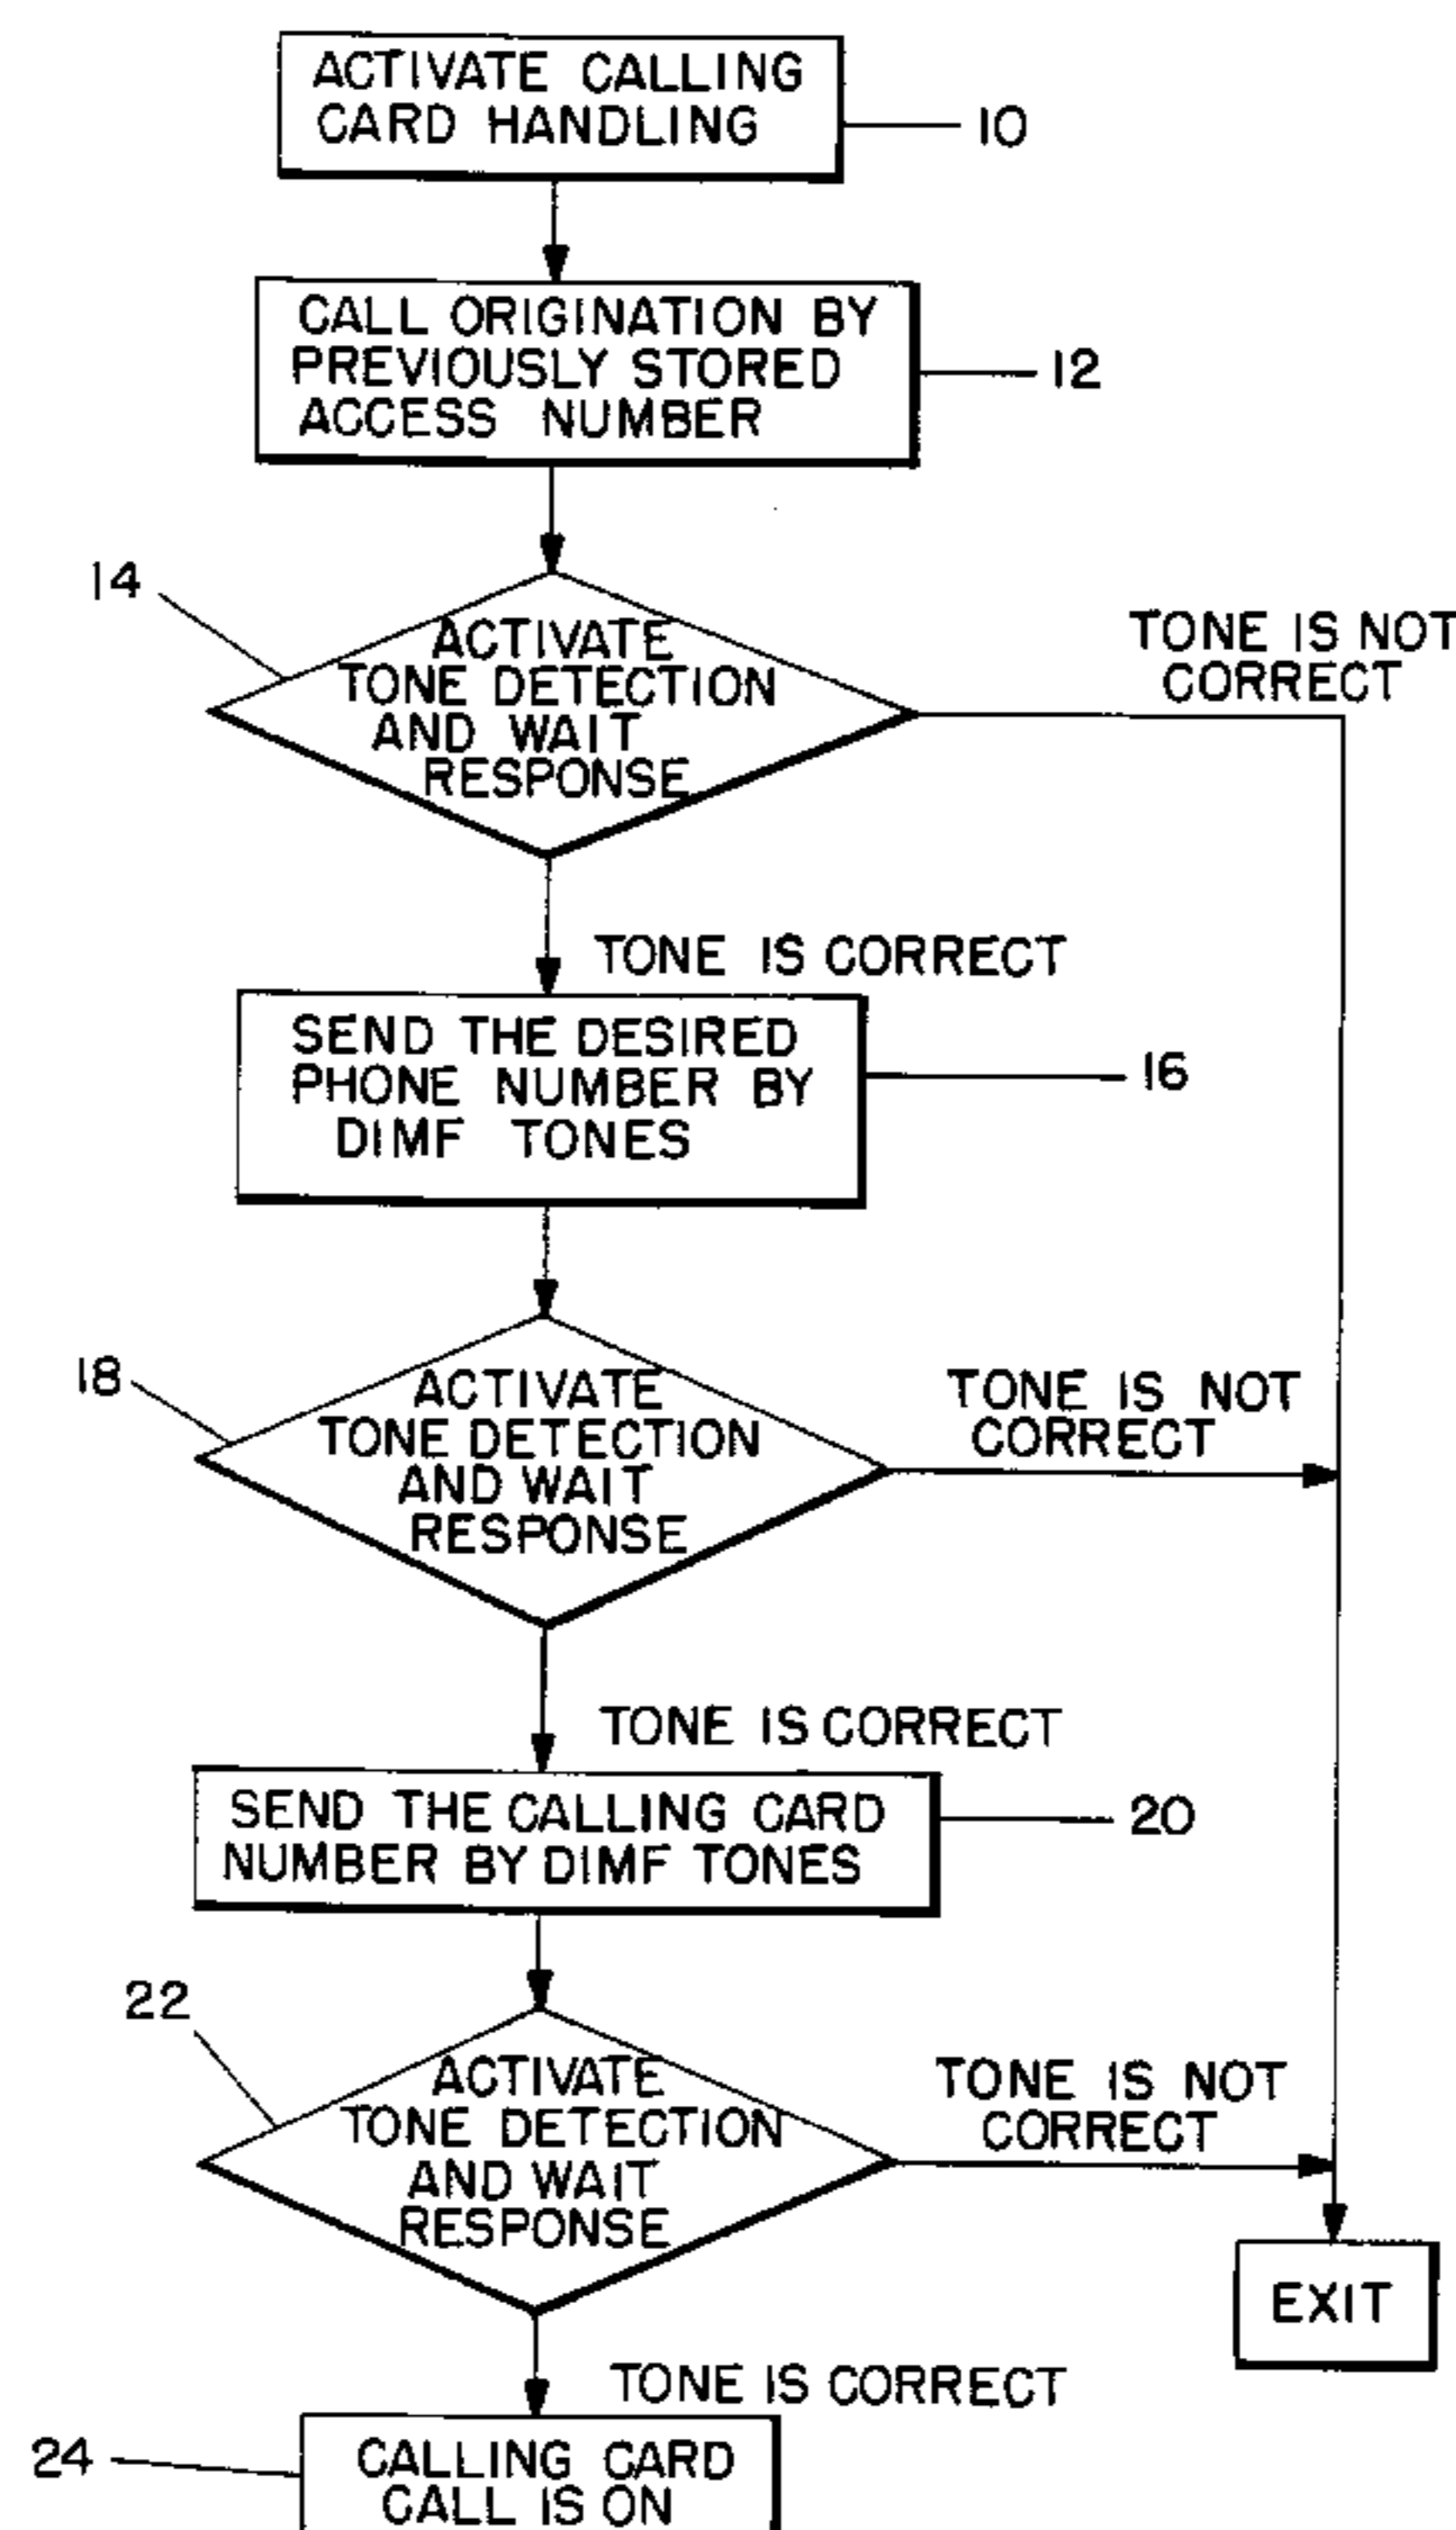 ACTIVATE CALLING
CARD HANDLING
10
CALL ORIGINATION BY
PREVIOUSLY STORED
ACCESS NUMBER
12
14
ACTIVATE
TONE DETECTION
AND WAIT
RESPONSE
TONE IS NOT
CORRECT
TONE IS CORRECT
SEND THE DESIRED
PHONE NUMBER BY
DIMF TONES
16
18
ACTIVATE
TONE DETECTION
AND WAIT
RESPONSE
TONE IS NOT
CORRECT
TONE IS CORRECT
SEND THE CALLING CARD
NUMBER BY DIMF TONES
20
22
ACTIVATE
TONE DETECTION
AND WAIT
RESPONSE
TONE IS NOT
CORRECT
EXIT
TONE IS CORRECT
24
CALLING CARD
CALL IS ON